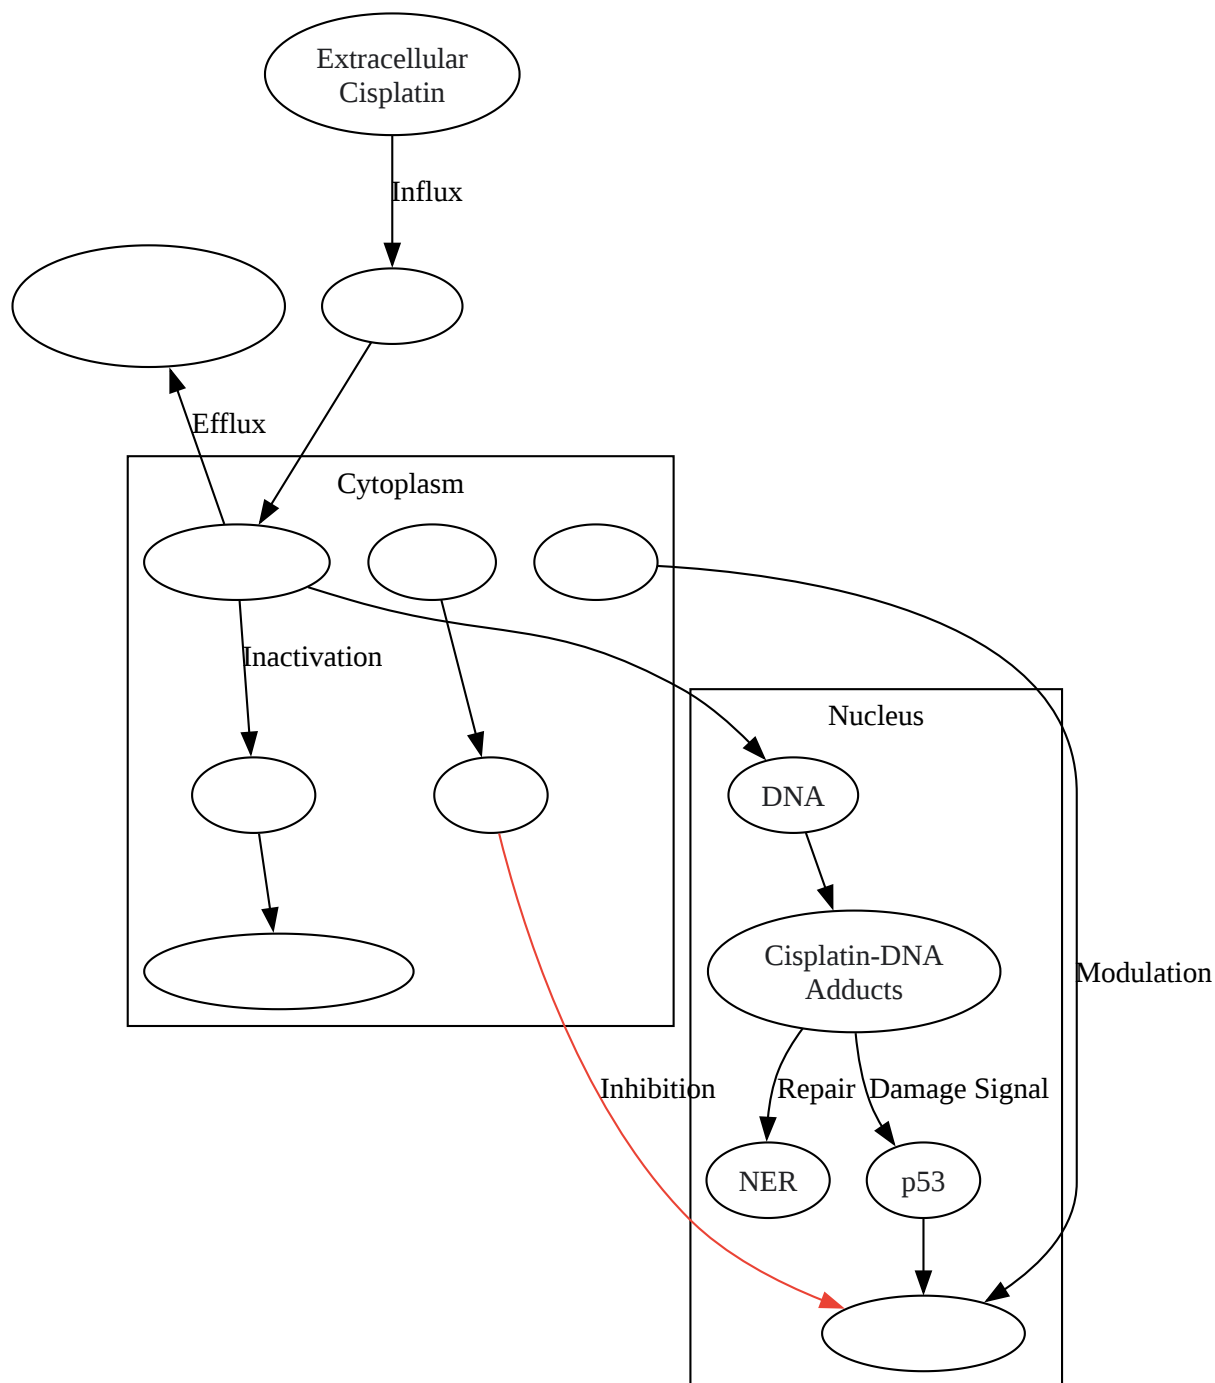 Extracellular
Cisplatin
Influx
Efflux
Cytoplasm
Inactivation
Nucleus
DNA
Cisplatin-DNA
Adducts
Modulation
Inhibition
Repair
Damage Signal
NER
p53